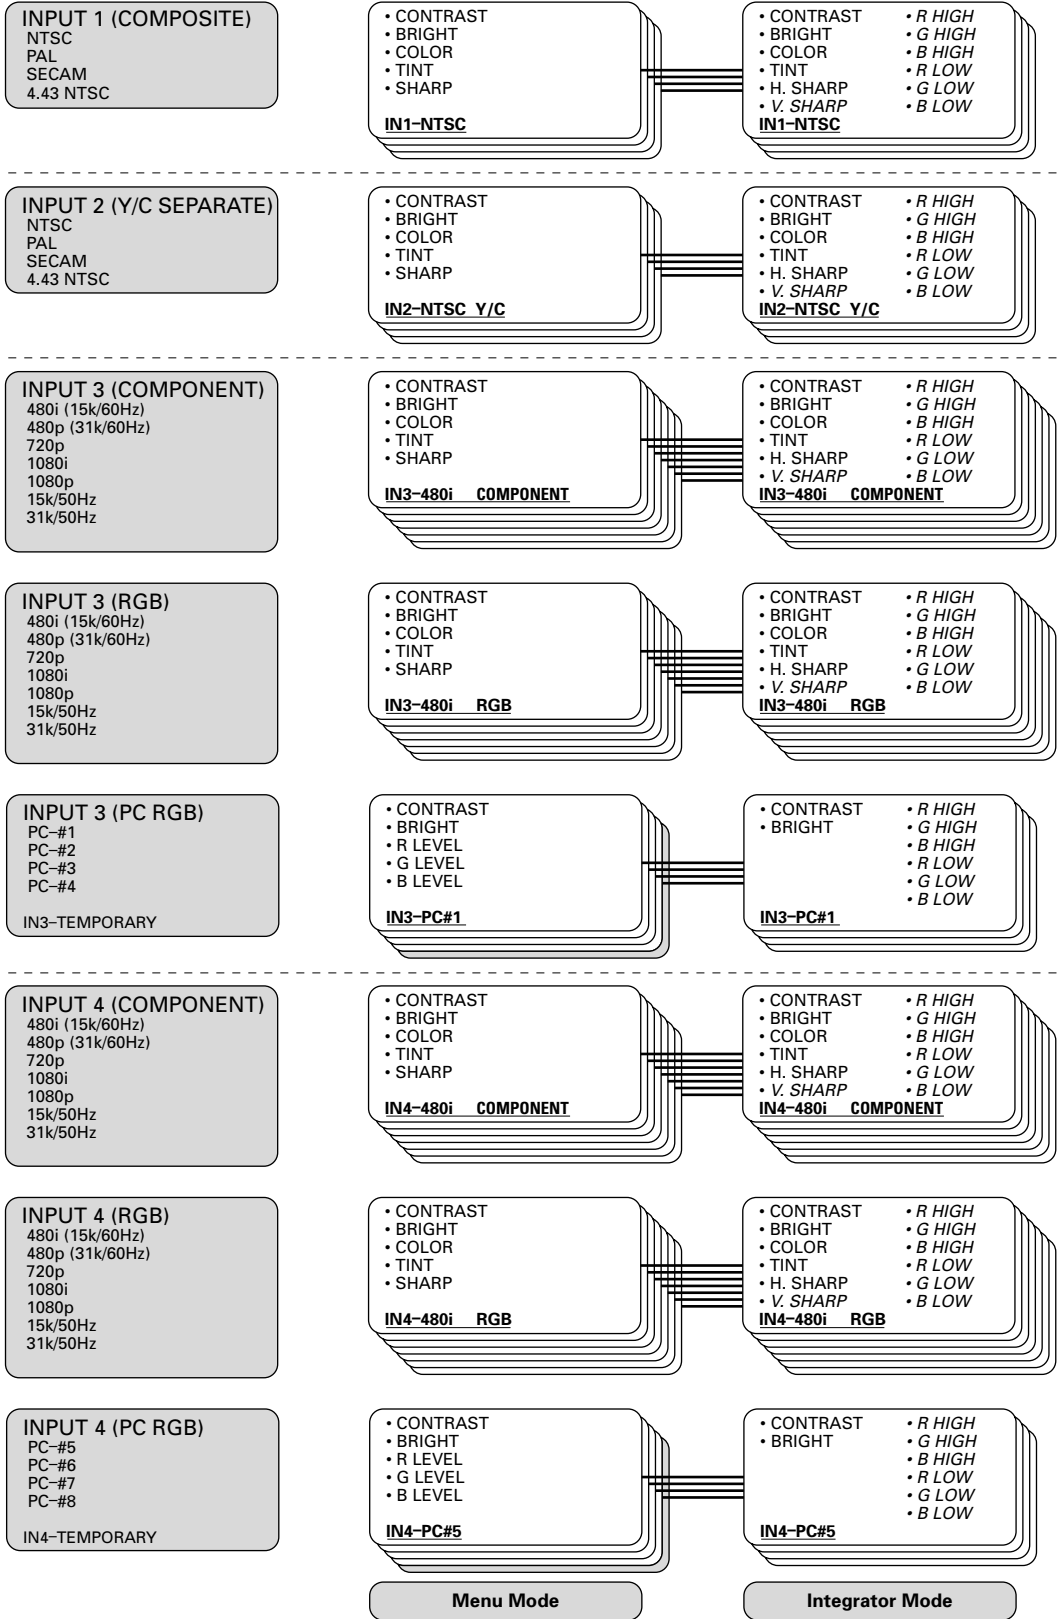 INPUT 1 (COMPOSITE)
NTSC
PAL
SECAM
4.43 NTSC
• CONTRAST
• BRIGHT
• COLOR
• TINT
• SHARP
IN1–NTSC
• CONTRAST
• BRIGHT
• COLOR
• TINT
• H. SHARP
• V. SHARP
IN1–NTSC
• R HIGH
• G HIGH
• B HIGH
• R LOW
• G LOW
• B LOW
INPUT 2 (Y/C SEPARATE)
NTSC
PAL
SECAM
4.43 NTSC
• CONTRAST
• BRIGHT
• COLOR
• TINT
• SHARP
IN2–NTSC Y/C
• CONTRAST
• BRIGHT
• COLOR
• TINT
• H. SHARP
• V. SHARP
IN2–NTSC Y/C
• R HIGH
• G HIGH
• B HIGH
• R LOW
• G LOW
• B LOW
INPUT 3 (COMPONENT)
480i (15k/60Hz)
480p (31k/60Hz)
720p
1080i
1080p
15k/50Hz
31k/50Hz
• CONTRAST
• BRIGHT
• COLOR
• TINT
• SHARP
IN3–480i COMPONENT
• CONTRAST
• BRIGHT
• COLOR
• TINT
• H. SHARP
• V. SHARP
IN3–480i COMPONENT
• R HIGH
• G HIGH
• B HIGH
• R LOW
• G LOW
• B LOW
INPUT 3 (RGB)
480i (15k/60Hz)
480p (31k/60Hz)
720p
1080i
1080p
15k/50Hz
31k/50Hz
• CONTRAST
• BRIGHT
• COLOR
• TINT
• SHARP
IN3–480i RGB
• CONTRAST
• BRIGHT
• COLOR
• TINT
• H. SHARP
• V. SHARP
IN3–480i RGB
• R HIGH
• G HIGH
• B HIGH
• R LOW
• G LOW
• B LOW
INPUT 3 (PC RGB)
PC–#1
PC–#2
PC–#3
PC–#4
IN3–TEMPORARY
• CONTRAST
• BRIGHT
• R LEVEL
• G LEVEL
• B LEVEL
IN3–PC#1
• CONTRAST
• BRIGHT
IN3–PC#1
• R HIGH
• G HIGH
• B HIGH
• R LOW
• G LOW
• B LOW
INPUT 4 (COMPONENT)
480i (15k/60Hz)
480p (31k/60Hz)
720p
1080i
1080p
15k/50Hz
31k/50Hz
• CONTRAST
• BRIGHT
• COLOR
• TINT
• SHARP
IN4–480i COMPONENT
• CONTRAST
• BRIGHT
• COLOR
• TINT
• H. SHARP
• V. SHARP
IN4–480i COMPONENT
• R HIGH
• G HIGH
• B HIGH
• R LOW
• G LOW
• B LOW
INPUT 4 (RGB)
480i (15k/60Hz)
480p (31k/60Hz)
720p
1080i
1080p
15k/50Hz
31k/50Hz
• CONTRAST
• BRIGHT
• COLOR
• TINT
• SHARP
IN4–480i RGB
• CONTRAST
• BRIGHT
• COLOR
• TINT
• H. SHARP
• V. SHARP
IN4–480i RGB
• R HIGH
• G HIGH
• B HIGH
• R LOW
• G LOW
• B LOW
INPUT 4 (PC RGB)
PC–#5
PC–#6
PC–#7
PC–#8
IN4–TEMPORARY
• CONTRAST
• BRIGHT
• R LEVEL
• G LEVEL
• B LEVEL
IN4–PC#5
• CONTRAST
• BRIGHT
IN4–PC#5
• R HIGH
• G HIGH
• B HIGH
• R LOW
• G LOW
• B LOW
Menu Mode
Integrator Mode